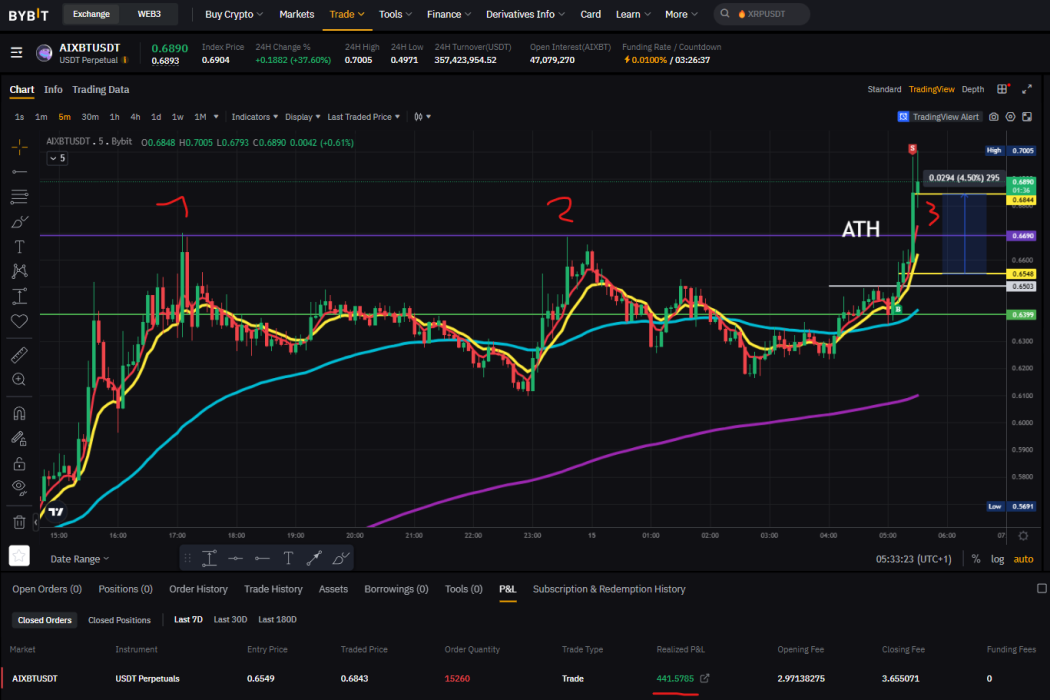 BYBIT Exchange WEB3 Buy Crypto Markets Trade Tools Finance Derivatives Info Card Learn More XRPUSDT
AIXBTUSDT 0.6890 Index Price 24H Change % 24H High 24H Low 24H Turnover(USDT) Open Interest(AIXBT) Funding Rate / Countdown
USDT Perpetual 0.6893 0.6904 +0.1882 (+37.60%) 0.7005 0.4971 357,423,954.52 47,079,270 0.0100% / 03:26:37
Chart Info Trading Data Standard TradingView Depth
1s 1m 5m 30m 1h 4h 1d 1w 1M Indicators Display Last Traded Price TradingView Alert
AIXBTUSDT . 5 . Bybit O0.6848 H0.7005 L0.6793 C0.6890 0.0042 (+0.61%)
5
S
High 0.7005
0.0294 (4.50%) 295
0.6890
01:36
0.6844
1
2
3
ATH
0.6690
0.6600
0.6548
0.6503
B
0.6399
0.6300
0.6200
0.6100
0.6000
0.5900
0.5800
Low 0.5691
15:00 16:00 17:00 18:00 19:00 20:00 21:00 22:00 23:00 15 01:00 02:00 03:00 04:00 05:00 06:00 07
Date Range 05:33:23 (UTC+1) % log auto
Open Orders (0) Positions (0) Order History Trade History Assets Borrowings (0) Tools (0) P&L Subscription & Redemption History
Closed Orders Closed Positions Last 7D Last 30D Last 180D
Market Instrument Entry Price Traded Price Order Quantity Trade Type Realized P&L Opening Fee Closing Fee Funding Fees
AIXBTUSDT USDT Perpetuals 0.6549 0.6843 15260 Trade 441.5785 2.97138275 3.655071 0